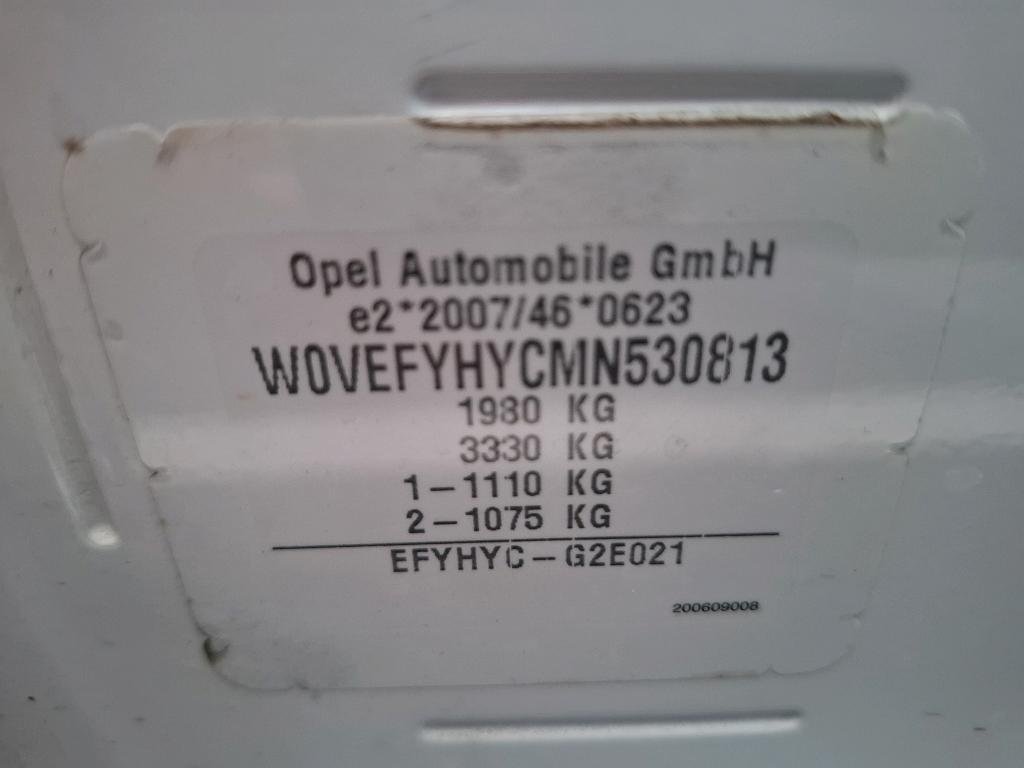 Opel Automobile GmbH
e2*2007/46*0623
W0VEFYHYCMN530813
1980 KG
3330 KG
1-1110 KG
2-1075 KG
EFYHYC-G2E021
200609008